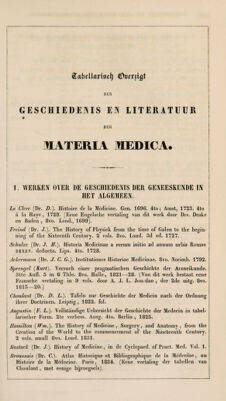 Tabellarisch Overzigt
DER
GESCHIEDENIS EN LITERATUUR
DER
MATERIA MEDICA.
1. WERKEN OVER DE GESCHIEDENIS DER GENEESKUNDE IN
HET ALGEMEEN.
Le Clerc (Dr. D.). Histoire de la Médicine. Gen. 1696. 4to; Amst, 1723. 4to.
à la Haye, 1729. (Eene Engelsche vertaling van dit werk door Drs. Drake
en Baden, 8vo. Lond., 1699).
Freind (Dr. J.). The History of Physick from the time of Galen to the begin-
ning of the Sixteenth Century. 2 vols. 8vo. Lond. 3d ed. 1727.
Schulze (Dr. J. H.). Historia Medicinae a rerum initio ad annum urbis Romae
DXXXV. deducta. Lips. 4to. 1728.
Ackermann (Dr. J. C. G.). Institutiones Historiae Medicinae. 8vo. Norimb. 1792.
Sprengel (Kurt). Versuch einer pragmatischen Geschichte der Arzneikunde.
3tte Aufl. 5 in 6 Thle. 8vo. Halle, 1821—28. (Van dit werk bestaat eene
Fransche vertaling in 9 vols. door A. J. L. Jourdan, der 2de uitg. 8vo.
1815—20.).
Choulant (Dr. D. L.). Tafeln zur Geschichte der Medecin nach der Ordnung
ihrer Doctrinen. Leipzig, 1822. fol.
Augustin (F. L.). Vollständige Uebersicht der Geschichte der Medecin in tabel-
larischer Form. 2te verbess. Ausg. 4to. Berlin, 1825.
Hamilton (Wm.). The History of Medicine, Surgery, and Anatomy, from the
Creation of the World to the commencement of the Nineteenth Century.
2 vols. small 8vo. Lond. 1831.
Bostock (Dr. J.). History of Medicine, in de Cyclopaed. of Pract. Med. Vol. 1.
Broussais (Dr. C.). Atlas Historique et Bibliographique de la Médecine, ou
Histoire de la Médecine. Paris, 1834. (Eene vertaling der tabellen van
Choulant, met eenige bijvoegsels).